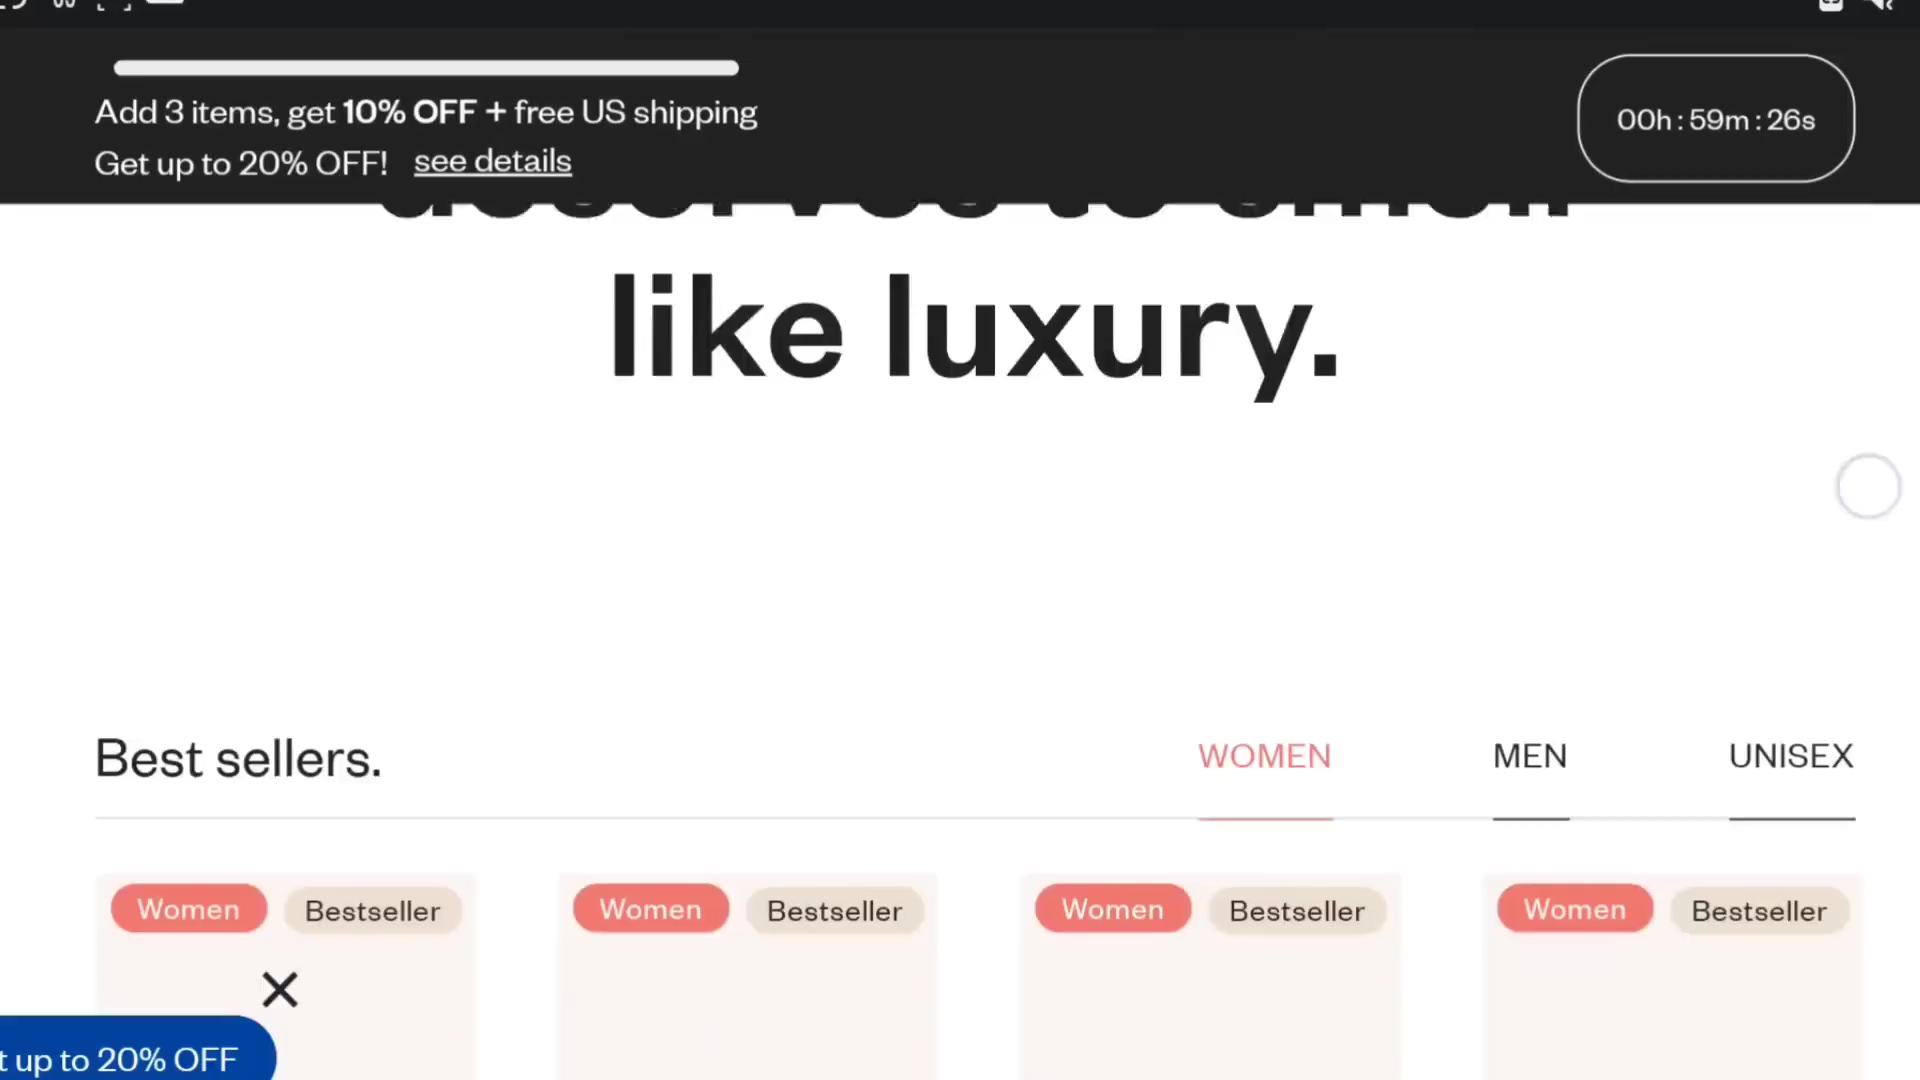 Add 3 items, get 10% OFF + free US shipping
Get up to 20% OFF! see details
00h : 59m : 26s
like luxury.
Best sellers.
WOMEN
MEN
UNISEX
Women Bestseller
Women Bestseller
Women Bestseller
Women Bestseller
up to 20% OFF